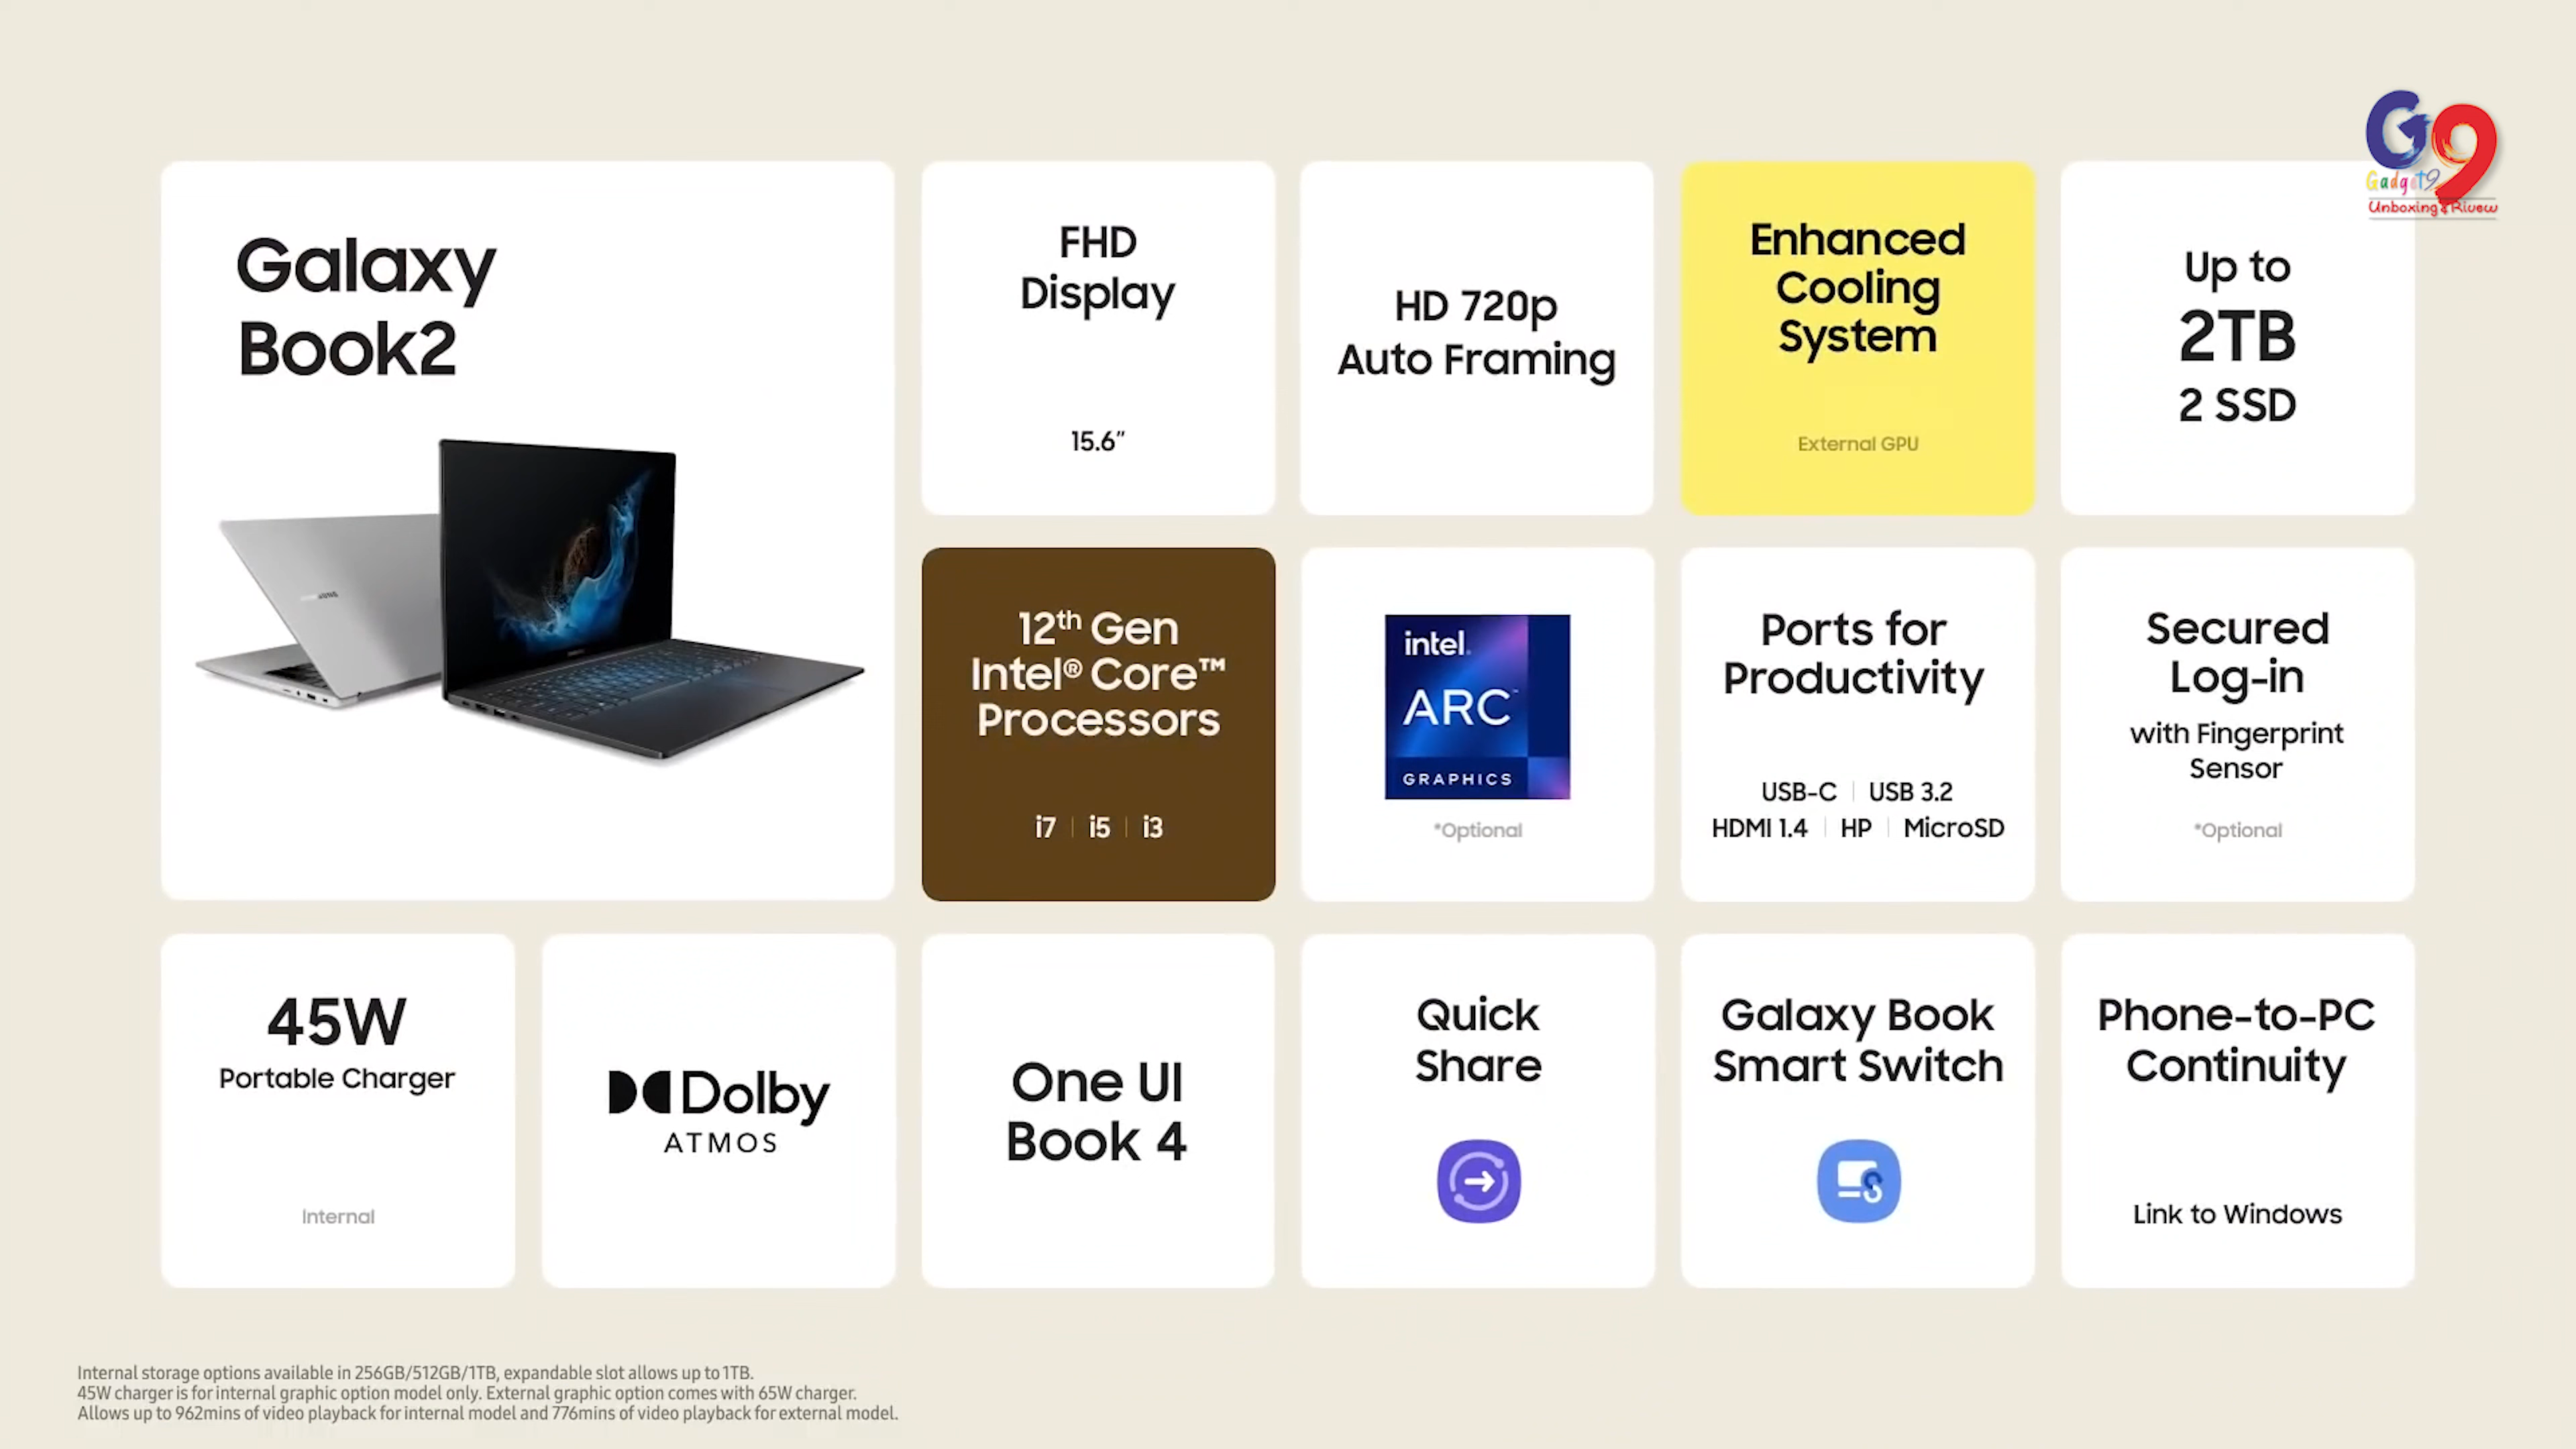 G9
Gadget9
Unboxing & Rivew
Galaxy
Book2
FHD
Display
15.6"
HD 720p
Auto Framing
Enhanced
Cooling
System
External GPU
Up to
2TB
2 SSD
12th Gen
Intel® Core™
Processors
i7 | i5 | i3
intel.
ARC™
GRAPHICS
*Optional
Ports for
Productivity
USB-C | USB 3.2
HDMI 1.4 | HP | MicroSD
Secured
Log-in
with Fingerprint
Sensor
*Optional
45W
Portable Charger
Internal
Dolby
ATMOS
One UI
Book 4
Quick
Share
Galaxy Book
Smart Switch
Phone-to-PC
Continuity
Link to Windows
Internal storage options available in 256GB/512GB/1TB, expandable slot allows up to 1TB.
45W charger is for internal graphic option model only. External graphic option comes with 65W charger.
Allows up to 962mins of video playback for internal model and 776mins of video playback for external model.